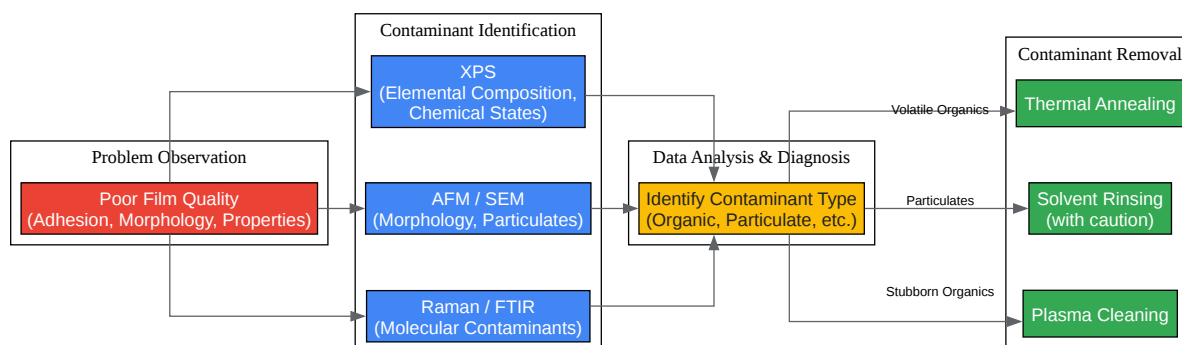 Problem Observation
Poor Film Quality
(Adhesion, Morphology, Properties)
Contaminant Identification
XPS
(Elemental Composition,
Chemical States)
AFM / SEM
(Morphology, Particulates)
Raman / FTIR
(Molecular Contaminants)
Data Analysis & Diagnosis
Identify Contaminant Type
(Organic, Particulate, etc.)
Volatile Organics
Particulates
Stubborn Organics
Contaminant Removal
Thermal Annealing
Solvent Rinsing
(with caution)
Plasma Cleaning